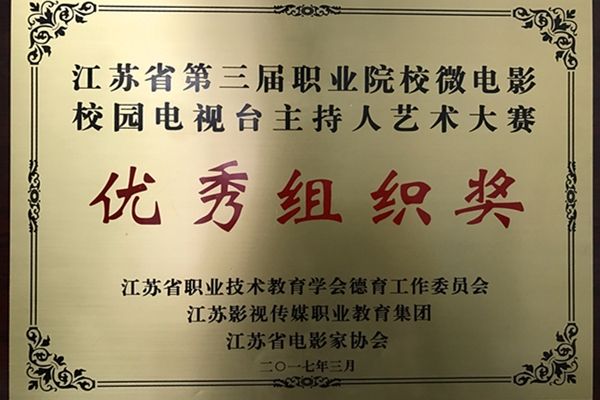 江苏省第三届职业院校微电影
校园电视台主持人艺术大赛
优秀组织奖
江苏省职业技术教育学会德育工作委员会
江苏影视传媒职业教育集团
江苏省电影家协会
二〇一七年三月